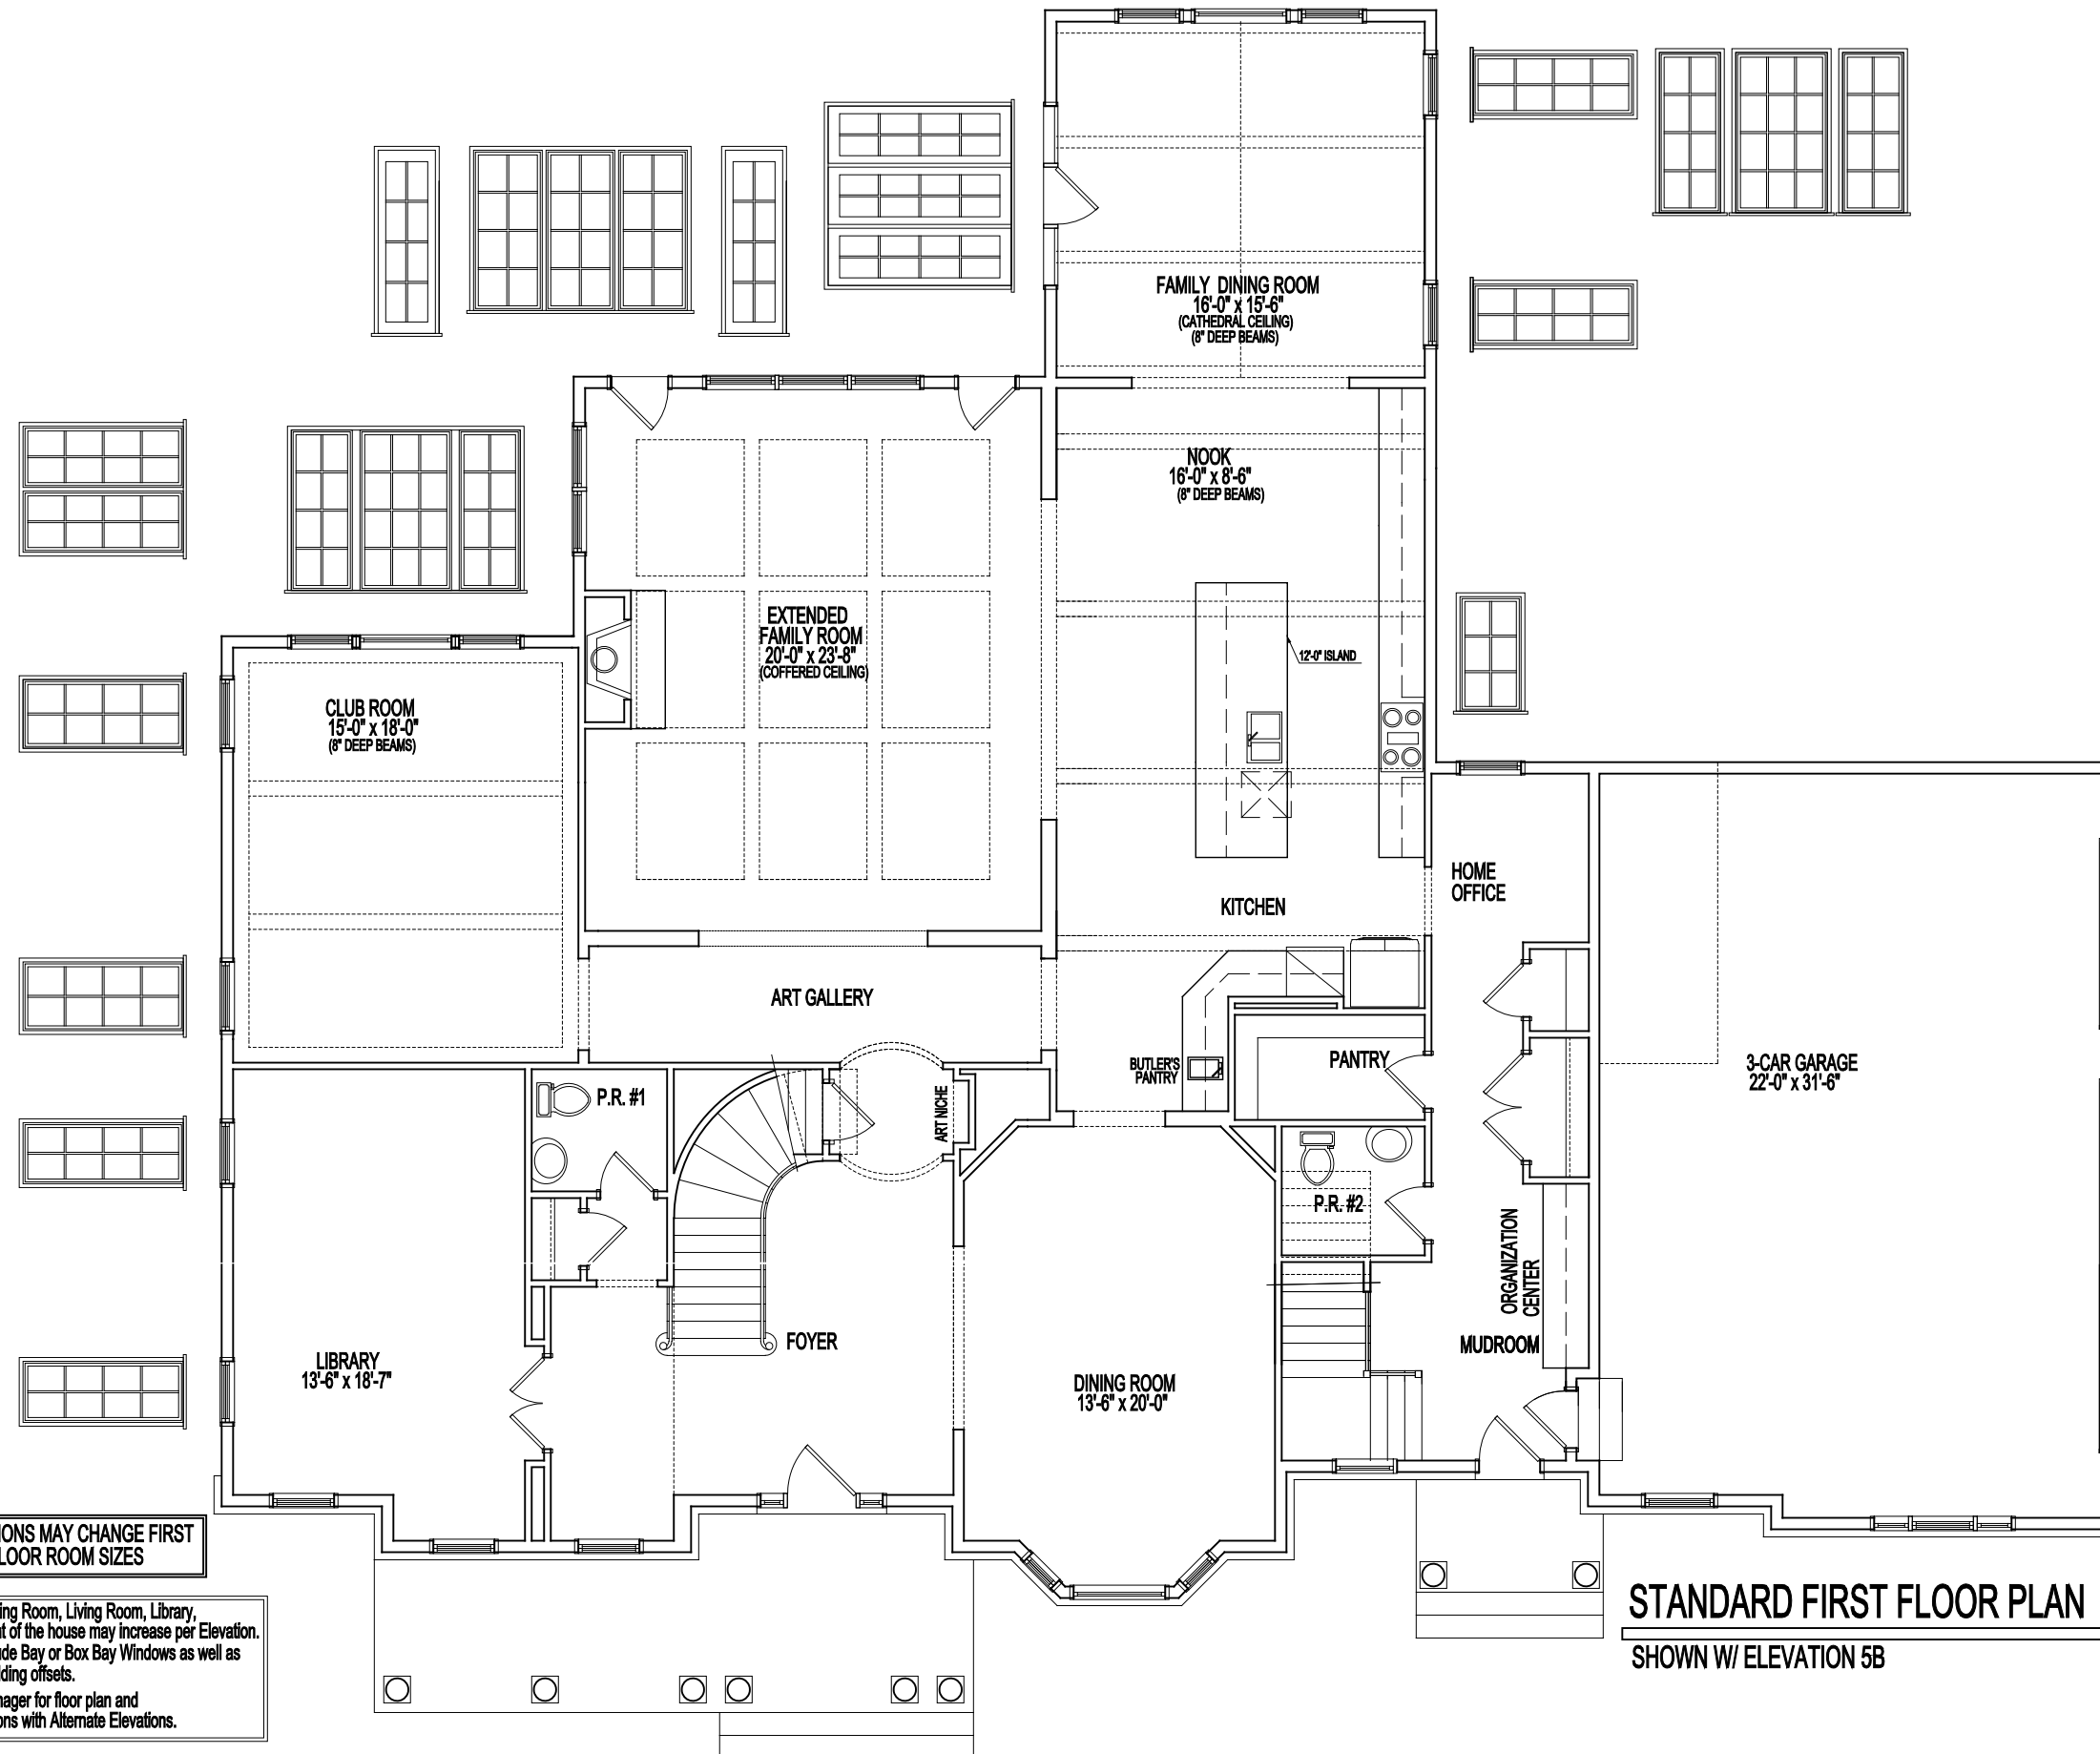 FAMILY DINING ROOM
16'-0" x 15'-6"
(CATHEDRAL CEILING)
(8" DEEP BEAMS)
NOOK
16'-0" x 8'-6"
(8" DEEP BEAMS)
EXTENDED
FAMILY ROOM
20'-0" x 23'-8"
(COFFERED CEILING)
12'-0" ISLAND
CLUB ROOM
15'-0" x 18'-0"
(8" DEEP BEAMS)
HOME
OFFICE
KITCHEN
ART GALLERY
BUTLER'S
PANTRY
PANTRY
3-CAR GARAGE
22'-0" x 31'-6"
P.R. #1
ART NICHE
P.R. #2
ORGANIZATION
CENTER
FOYER
MUDROOM
LIBRARY
13'-6" x 18'-7"
DINING ROOM
13'-6" x 20'-0"
IONS MAY CHANGE FIRST
LOOR ROOM SIZES
ing Room, Living Room, Library,
t of the house may increase per Elevation.
de Bay or Box Bay Windows as well as
ding offsets.
nager for floor plan and
ons with Alternate Elevations.
STANDARD FIRST FLOOR PLAN
SHOWN W/ ELEVATION 5B